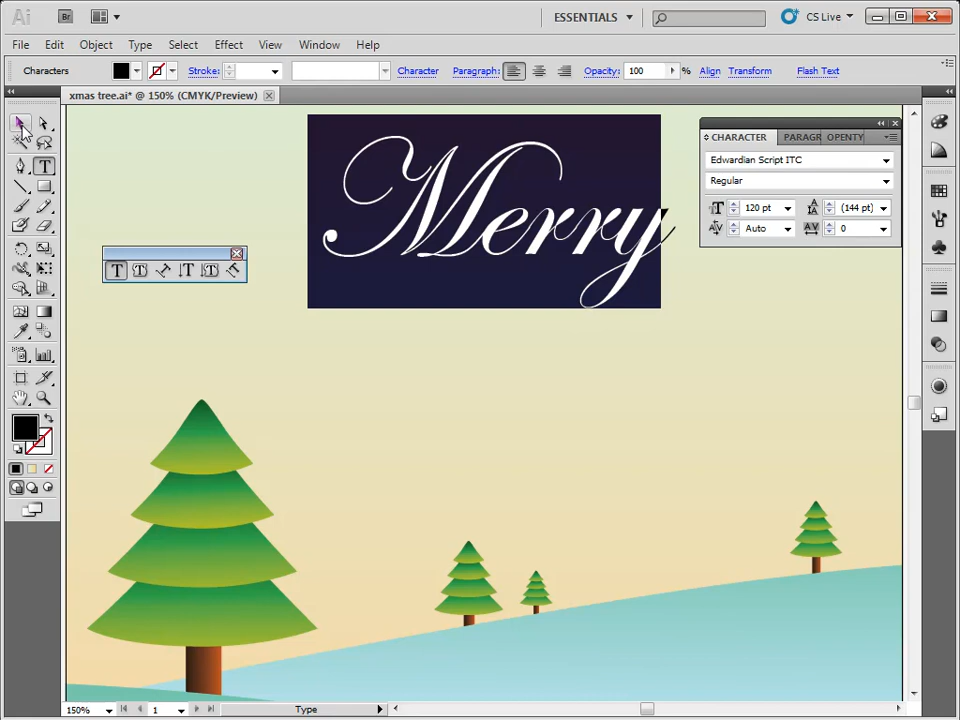 Ai Br ESSENTIALS CS Live
File Edit Object Type Select Effect View Window Help
Characters Stroke: Character Paragraph: Opacity: 100 % Align Transform Flash Text
xmas tree.ai* @ 150% (CMYK/Preview)
Merry
CHARACTER PARAGR OPENTY
Edwardian Script ITC
Regular
120 pt (144 pt)
Auto 0
150% 1 Type